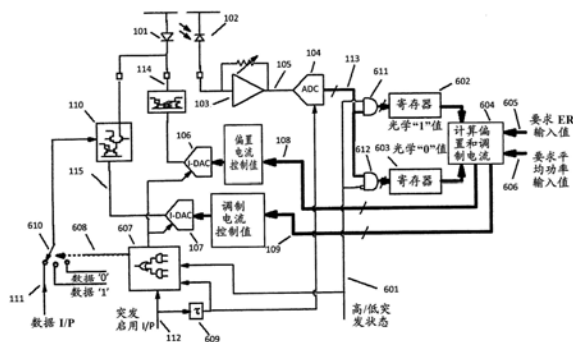 101
102
114
103
105
104
ADC
113
611
602
寄存器
光学“1”值
604
605
要求 ER
输入值
计算偏
置和调
制电流
要求平
均功率
输入值
606
612
603
光学“0”值
寄存器
110
106
I-DAC
偏置
电流
控制值
108
115
I-DAC
107
调制
电流
控制值
109
610
608
607
数据 '0'
数据 '1'
111
数据 I/P
突发
启用 I/P
112
τ
609
601
高/低突
发状态